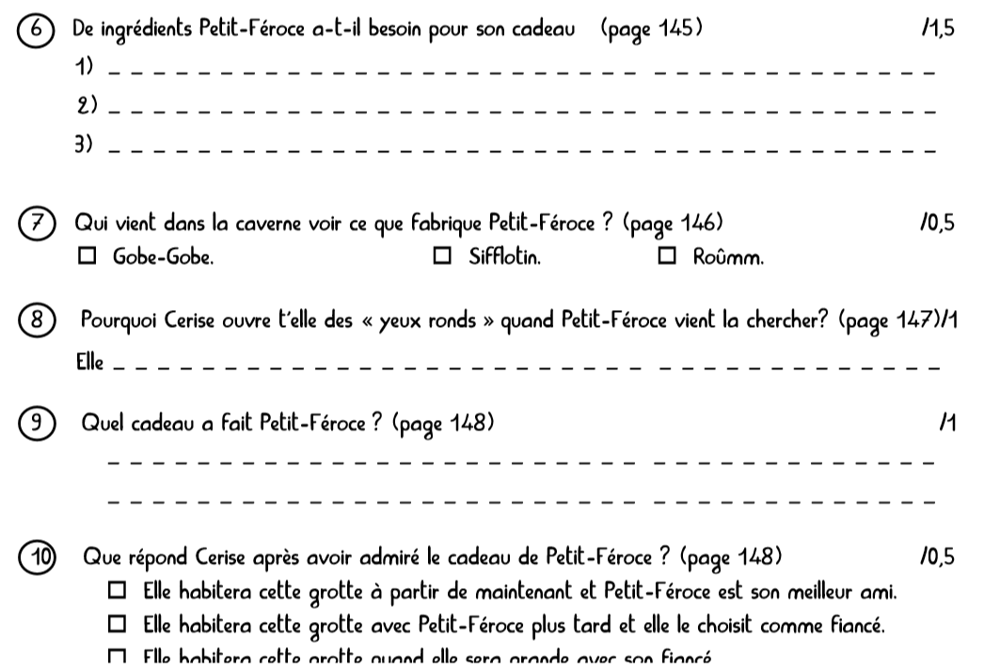 6 De ingrédients Petit-Féroce a-t-il besoin pour son cadeau (page 145) /1,5
1) _ _ _ _ _ _ _ _ _ _ _ _ _ _ _ _ _ _ _ _ _ _ _ _ _ _ _ _ _ _ _ _ _ _ _ _ _
2) _ _ _ _ _ _ _ _ _ _ _ _ _ _ _ _ _ _ _ _ _ _ _ _ _ _ _ _ _ _ _ _ _ _ _ _ _
3) _ _ _ _ _ _ _ _ _ _ _ _ _ _ _ _ _ _ _ _ _ _ _ _ _ _ _ _ _ _ _ _ _ _ _ _ _
7 Qui vient dans la caverne voir ce que fabrique Petit-Féroce ? (page 146) /0,5
☐ Gobe-Gobe. ☐ Sifflotin. ☐ Roûmm.
8 Pourquoi Cerise ouvre t'elle des « yeux ronds » quand Petit-Féroce vient la chercher? (page 147)/1
Elle _ _ _ _ _ _ _ _ _ _ _ _ _ _ _ _ _ _ _ _ _ _ _ _ _ _ _ _ _ _ _ _ _ _ _ _ _
9 Quel cadeau a fait Petit-Féroce ? (page 148) /1
_ _ _ _ _ _ _ _ _ _ _ _ _ _ _ _ _ _ _ _ _ _ _ _ _ _ _ _ _ _ _ _ _ _ _ _ _
_ _ _ _ _ _ _ _ _ _ _ _ _ _ _ _ _ _ _ _ _ _ _ _ _ _ _ _ _ _ _ _ _ _ _ _ _
10 Que répond Cerise après avoir admiré le cadeau de Petit-Féroce ? (page 148) /0,5
☐ Elle habitera cette grotte à partir de maintenant et Petit-Féroce est son meilleur ami.
☐ Elle habitera cette grotte avec Petit-Féroce plus tard et elle le choisit comme fiancé.
☐ Elle habitera cette grotte quand elle sera grande avec son fiancé